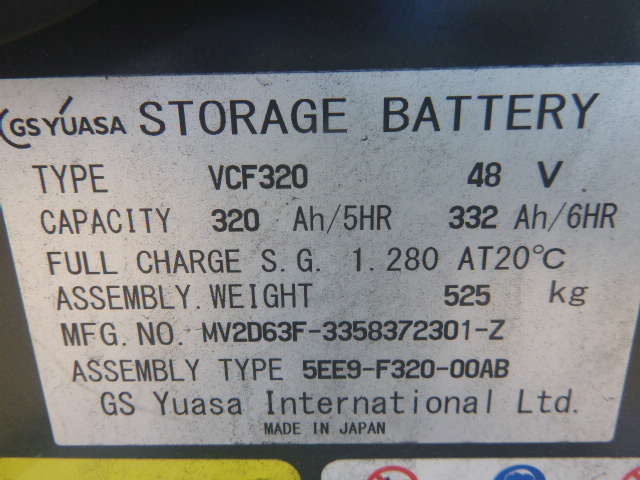 GS YUASA STORAGE BATTERY
TYPE VCF320 48 V
CAPACITY 320 Ah/5HR 332 Ah/6HR
FULL CHARGE S.G. 1.280 AT20℃
ASSEMBLY.WEIGHT 525 kg
MFG.NO. MV2D63F-3358372301-Z
ASSEMBLY TYPE 5EE9-F320-00AB
GS Yuasa International Ltd.
MADE IN JAPAN